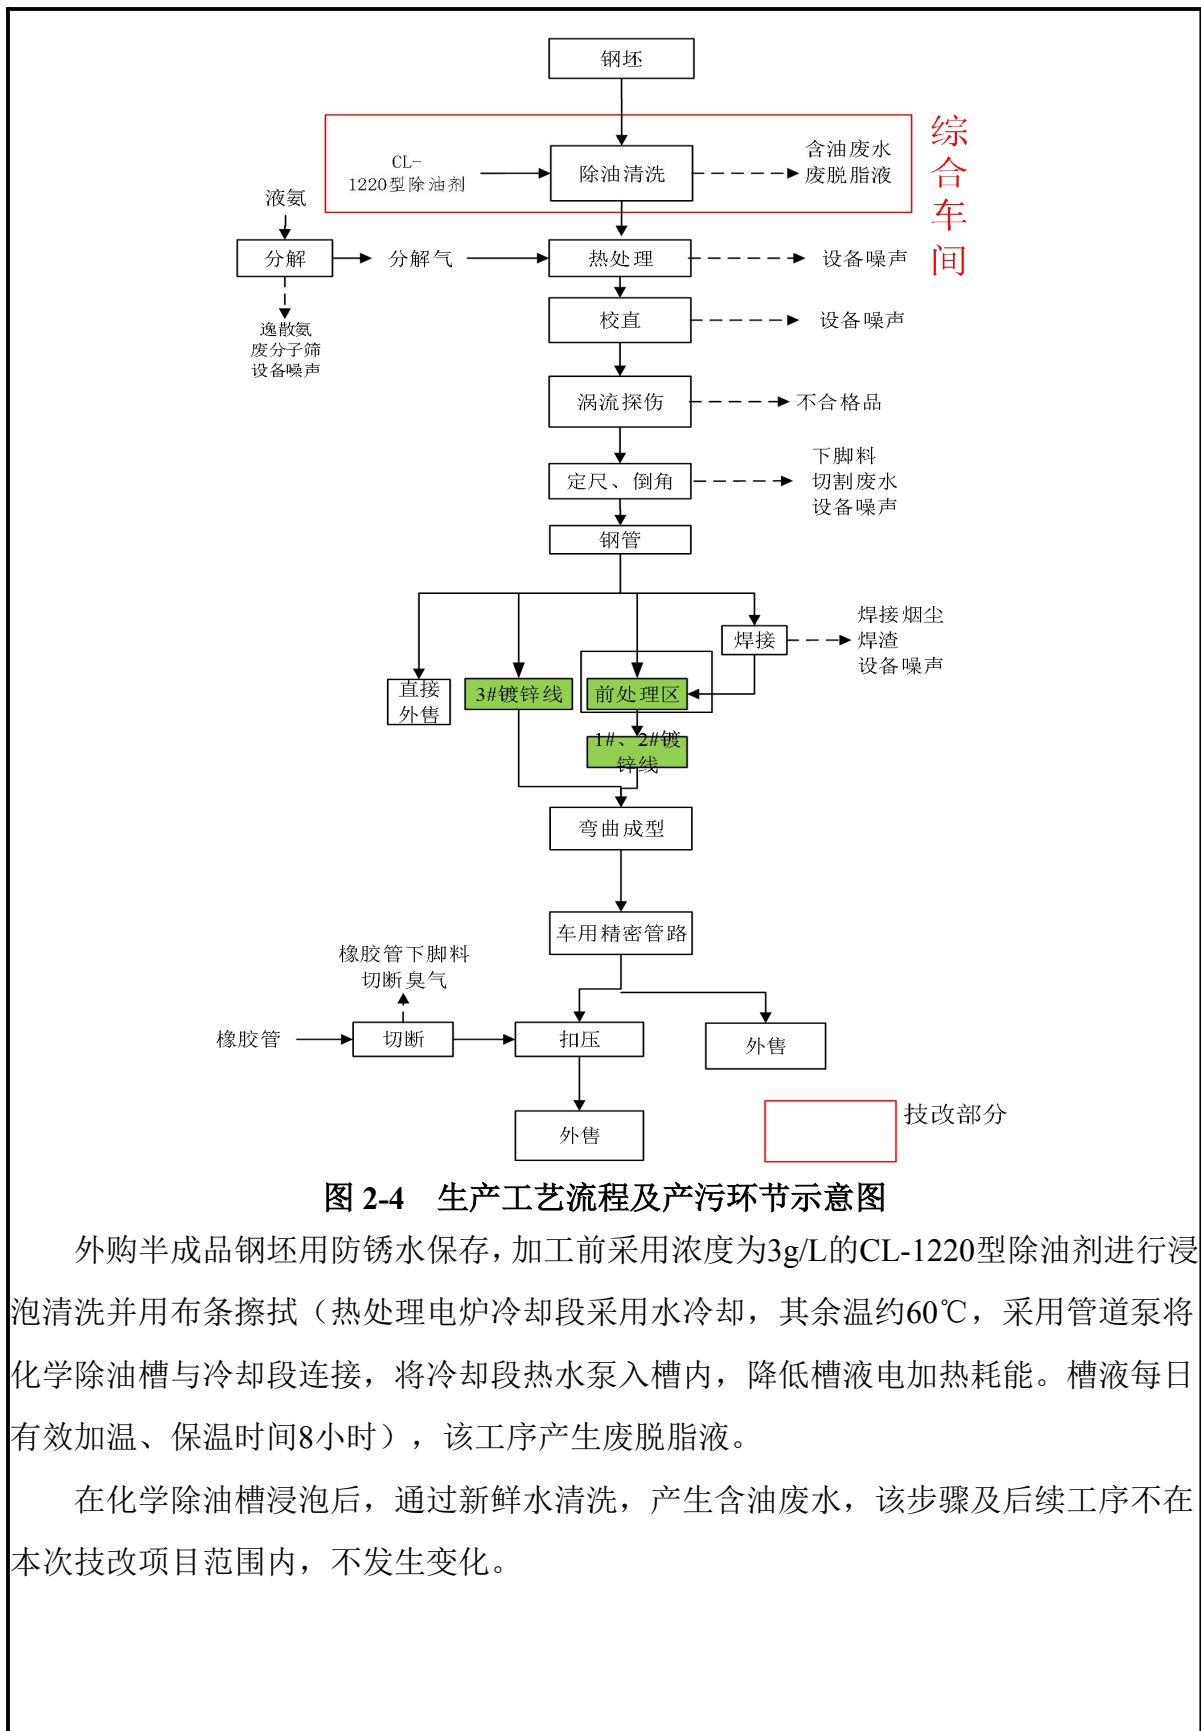 钢坯
综合车间
CL-
1220型除油剂
除油清洗
含油废水
废脱脂液
液氨
分解
分解气
热处理
设备噪声
逸散氨
废分子筛
设备噪声
校直
设备噪声
涡流探伤
不合格品
定尺、倒角
下脚料
切割废水
设备噪声
钢管
焊接
焊接烟尘
焊渣
设备噪声
直接
外售
3#镀锌线
前处理区
1#、2#镀
锌线
弯曲成型
车用精密管路
橡胶管下脚料
切断臭气
橡胶管
切断
扣压
外售
外售
技改部分
图 2-4 生产工艺流程及产污环节示意图
外购半成品钢坯用防锈水保存，加工前采用浓度为3g/L的CL-1220型除油剂进行浸
泡清洗并用布条擦拭（热处理电炉冷却段采用水冷却，其余温约60℃，采用管道泵将
化学除油槽与冷却段连接，将冷却段热水泵入槽内，降低槽液电加热耗能。槽液每日
有效加温、保温时间8小时），该工序产生废脱脂液。
在化学除油槽浸泡后，通过新鲜水清洗，产生含油废水，该步骤及后续工序不在
本次技改项目范围内，不发生变化。